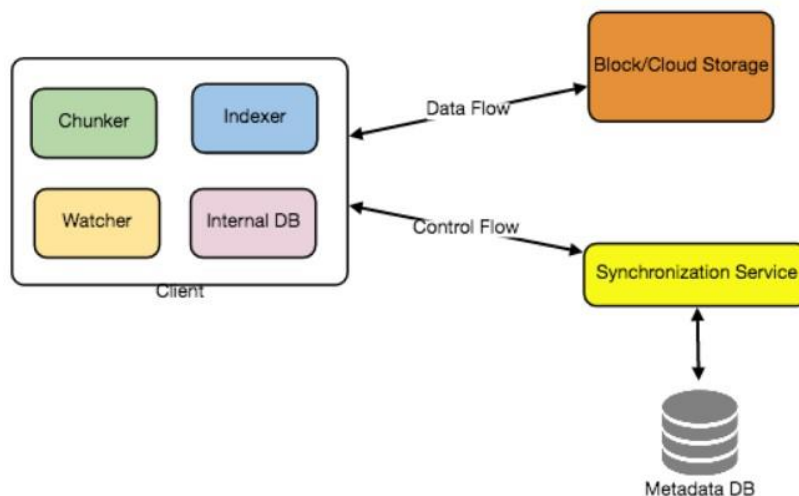 Block/Cloud Storage
Data Flow
Chunker
Indexer
Watcher
Internal DB
Control Flow
Synchronization Service
Client
Metadata DB